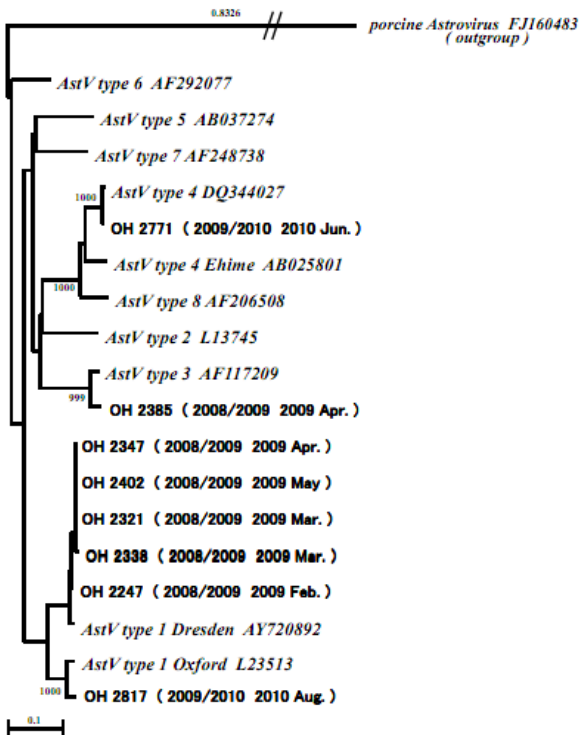 0.8326
porcine Astrovirus FJ160483
( outgroup )
AstV type 6 AF292077
AstV type 5 AB037274
AstV type 7 AF248738
AstV type 4 DQ344027
1000
OH 2771 ( 2009/2010 2010 Jun. )
AstV type 4 Ehime AB025801
1000
AstV type 8 AF206508
AstV type 2 L13745
AstV type 3 AF117209
999
OH 2385 ( 2008/2009 2009 Apr. )
OH 2347 ( 2008/2009 2009 Apr. )
OH 2402 ( 2008/2009 2009 May )
OH 2321 ( 2008/2009 2009 Mar. )
OH 2338 ( 2008/2009 2009 Mar. )
OH 2247 ( 2008/2009 2009 Feb. )
AstV type 1 Dresden AY720892
AstV type 1 Oxford L23513
1000
OH 2817 ( 2009/2010 2010 Aug. )
0.1